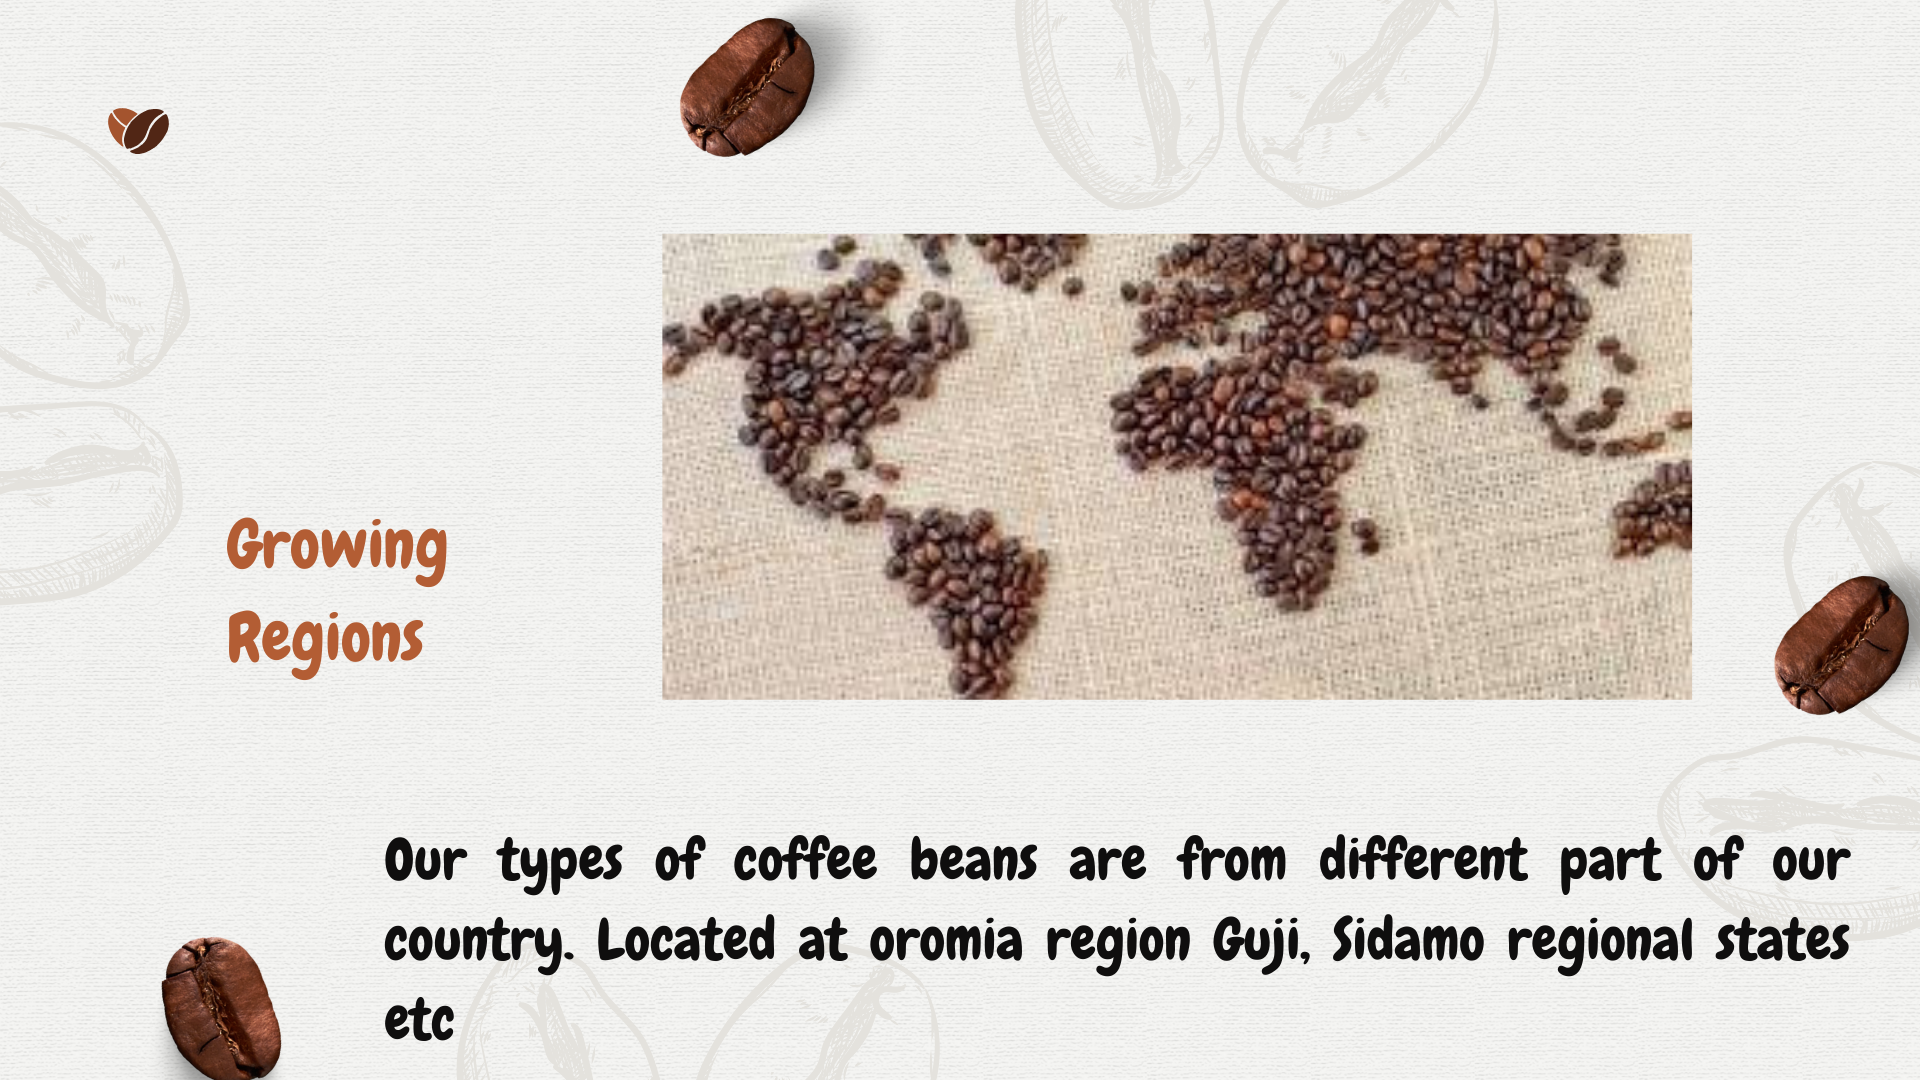 Growing
Regions
Our types of coffee beans are from different part of our
country. Located at oromia region Guji, Sidamo regional states
etc